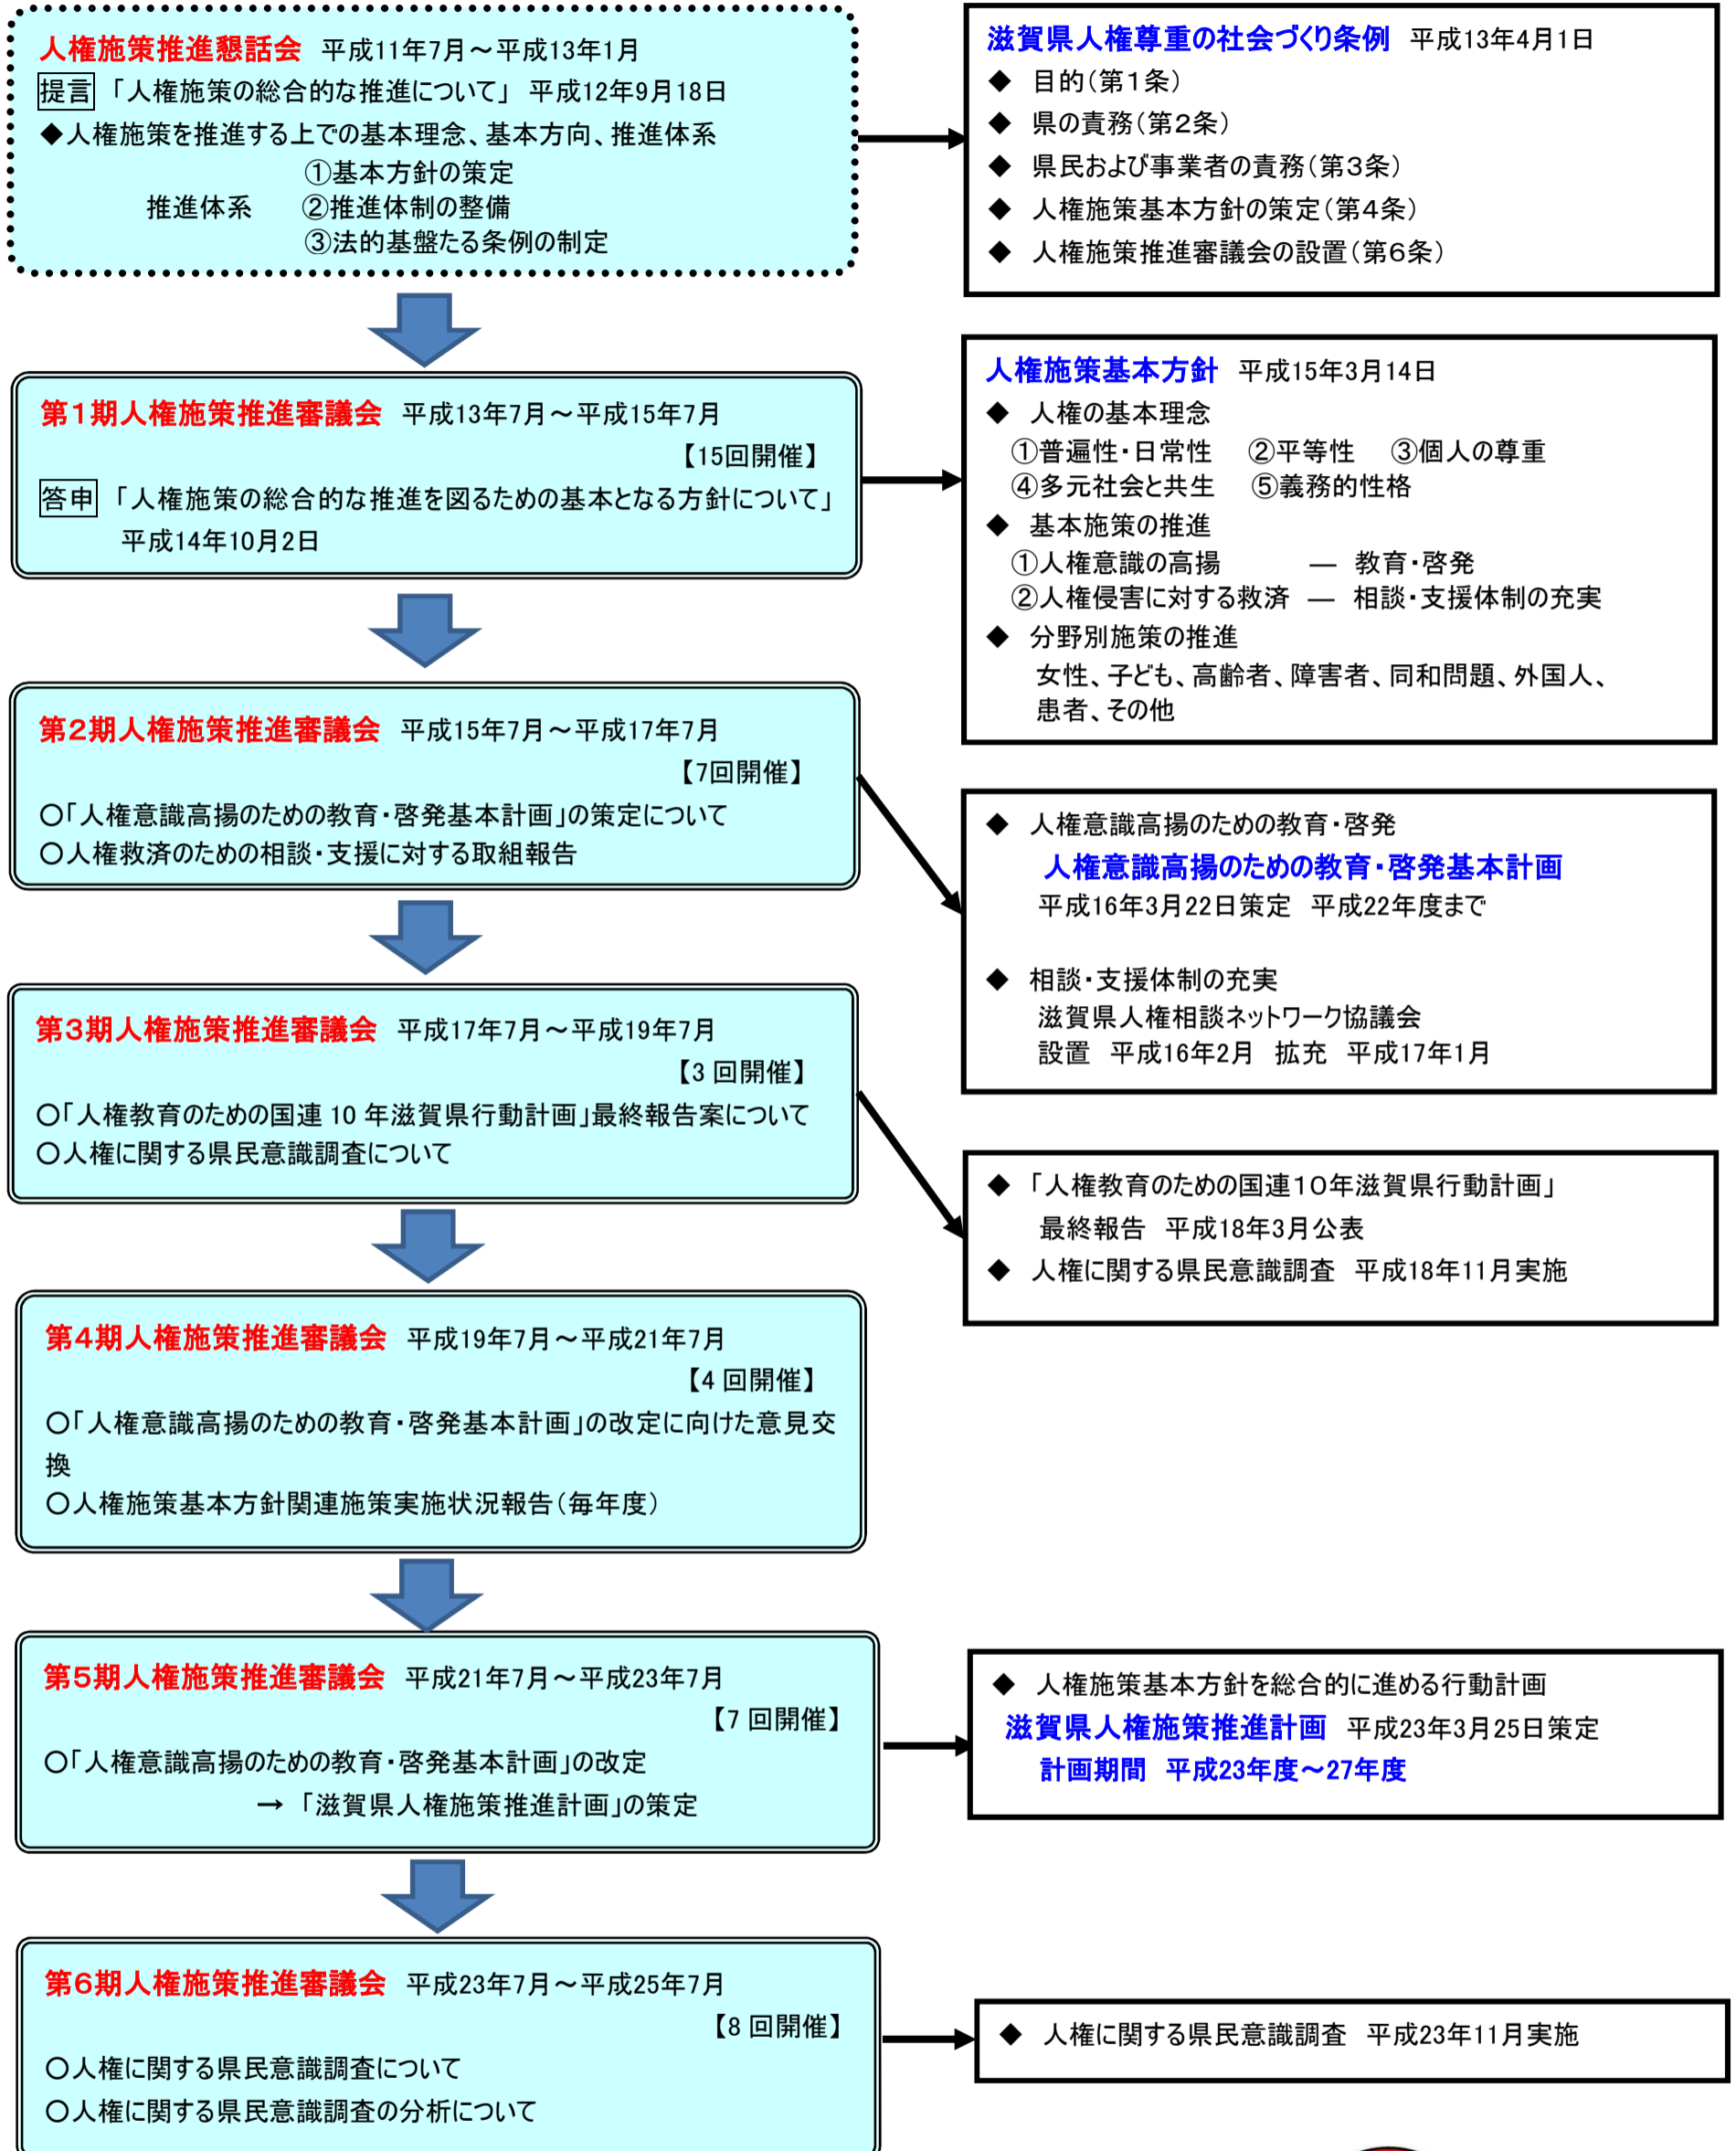 人権施策推進懇話会 平成11年7月～平成13年1月
提言 「人権施策の総合的な推進について」 平成12年9月18日
◆人権施策を推進する上での基本理念、基本方向、推進体系
①基本方針の策定
推進体系 ②推進体制の整備
③法的基盤たる条例の制定
滋賀県人権尊重の社会づくり条例 平成13年4月1日
◆ 目的（第１条）
◆ 県の責務（第２条）
◆ 県民および事業者の責務（第３条）
◆ 人権施策基本方針の策定（第４条）
◆ 人権施策推進審議会の設置（第６条）
第１期人権施策推進審議会 平成13年7月～平成15年7月
【15回開催】
答申 「人権施策の総合的な推進を図るための基本となる方針について」
平成14年10月2日
人権施策基本方針 平成15年3月14日
◆ 人権の基本理念
①普遍性・日常性 ②平等性 ③個人の尊重
④多元社会と共生 ⑤義務的性格
◆ 基本施策の推進
①人権意識の高揚 ― 教育・啓発
②人権侵害に対する救済 ― 相談・支援体制の充実
◆ 分野別施策の推進
女性、子ども、高齢者、障害者、同和問題、外国人、
患者、その他
第２期人権施策推進審議会 平成15年7月～平成17年7月
【7回開催】
○「人権意識高揚のための教育・啓発基本計画」の策定について
○人権救済のための相談・支援に対する取組報告
◆ 人権意識高揚のための教育・啓発
人権意識高揚のための教育・啓発基本計画
平成16年3月22日策定 平成22年度まで
◆ 相談・支援体制の充実
滋賀県人権相談ネットワーク協議会
設置 平成16年2月 拡充 平成17年1月
第３期人権施策推進審議会 平成17年7月～平成19年7月
【3 回開催】
○「人権教育のための国連 10 年滋賀県行動計画」最終報告案について
○人権に関する県民意識調査について
◆ 「人権教育のための国連１０年滋賀県行動計画」
最終報告 平成18年3月公表
◆ 人権に関する県民意識調査 平成18年11月実施
第４期人権施策推進審議会 平成19年7月～平成21年7月
【4 回開催】
○「人権意識高揚のための教育・啓発基本計画」の改定に向けた意見交
換
○人権施策基本方針関連施策実施状況報告（毎年度）
第５期人権施策推進審議会 平成21年7月～平成23年7月
【7 回開催】
○「人権意識高揚のための教育・啓発基本計画」の改定
→ 「滋賀県人権施策推進計画」の策定
◆ 人権施策基本方針を総合的に進める行動計画
滋賀県人権施策推進計画 平成23年3月25日策定
計画期間 平成23年度～27年度
第６期人権施策推進審議会 平成23年7月～平成25年7月
【8 回開催】
○人権に関する県民意識調査について
○人権に関する県民意識調査の分析について
◆ 人権に関する県民意識調査 平成23年11月実施